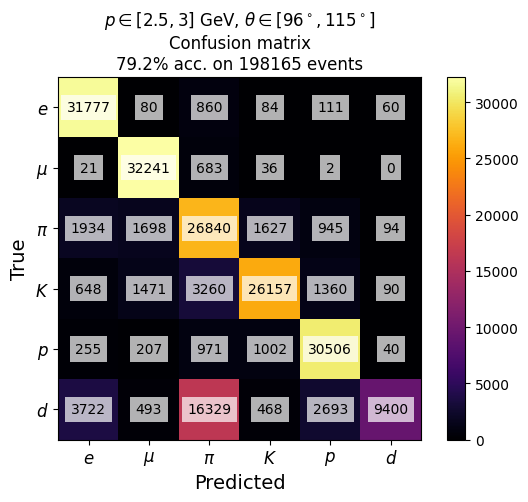 p ∈ [2.5, 3] GeV, θ ∈ [96°, 115°]
Confusion matrix
79.2% acc. on 198165 events
e 31777 80 860 84 111 60
μ 21 32241 683 36 2 0
π 1934 1698 26840 1627 945 94
K 648 1471 3260 26157 1360 90
p 255 207 971 1002 30506 40
d 3722 493 16329 468 2693 9400
e μ π K p d
True
Predicted
30000
25000
20000
15000
10000
5000
0